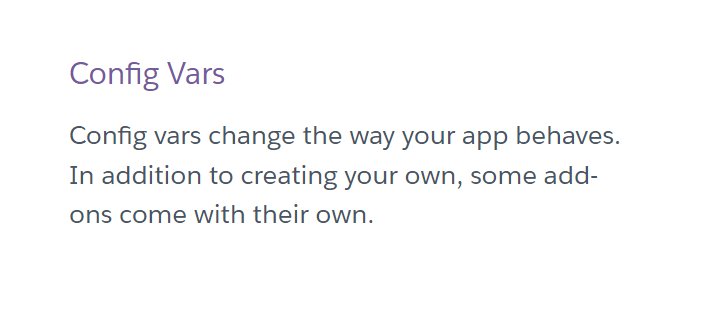 Config Vars
Config vars change the way your app behaves.
In addition to creating your own, some add-
ons come with their own.